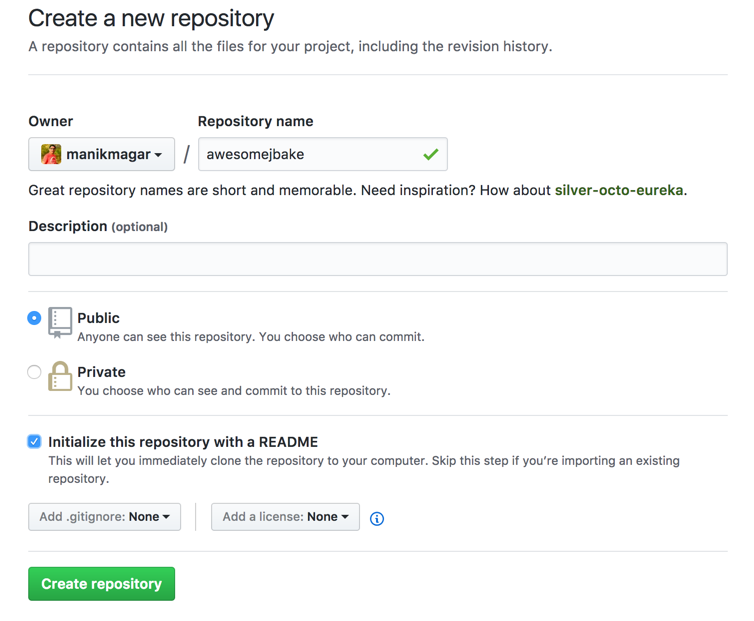 Create a new repository
A repository contains all the files for your project, including the revision history.
Owner
Repository name
manikmagar
/
awesomejbake
Great repository names are short and memorable. Need inspiration? How about silver-octo-eureka.
Description (optional)
Public
Anyone can see this repository. You choose who can commit.
Private
You choose who can see and commit to this repository.
Initialize this repository with a README
This will let you immediately clone the repository to your computer. Skip this step if you’re importing an existing
repository.
Add .gitignore: None
Add a license: None
Create repository